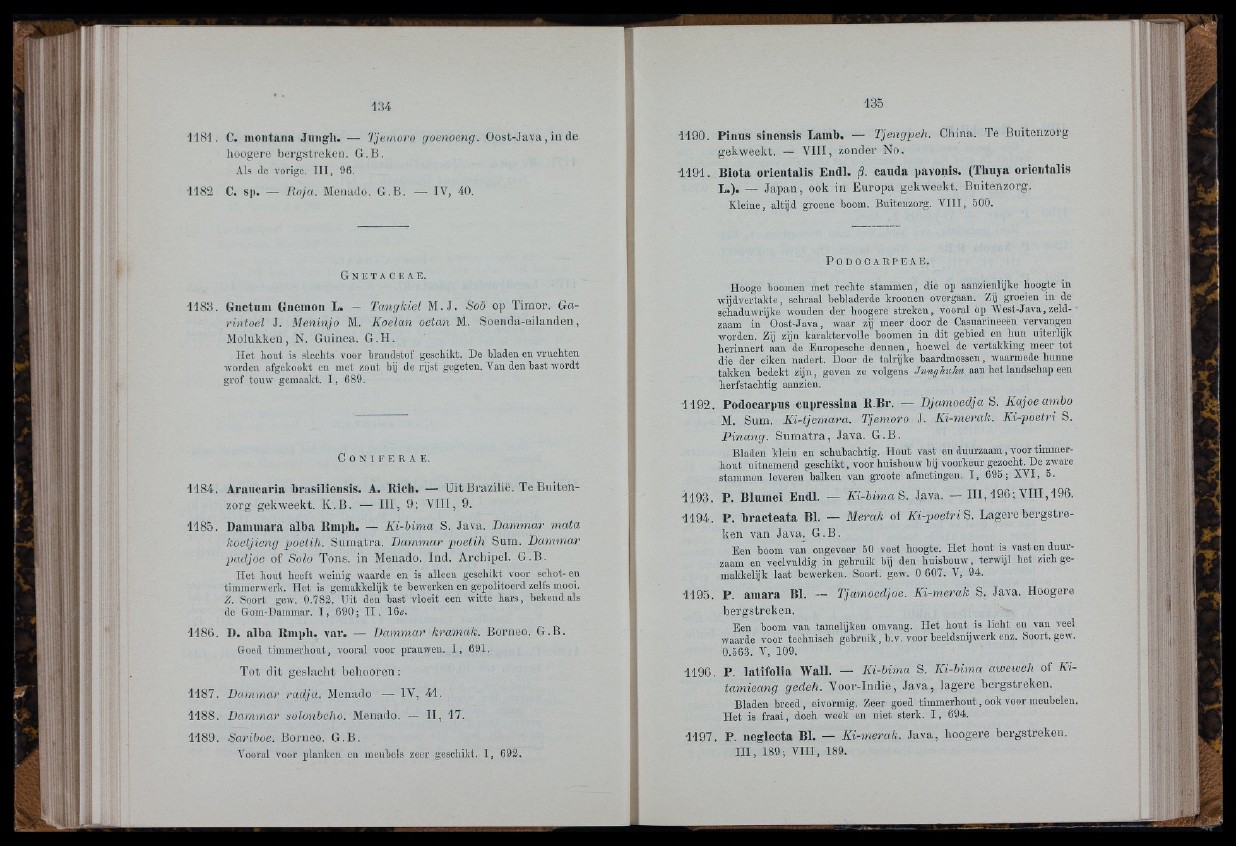 134
1181. C. montana Jungh. — Tjemoro goenoeng. Oost-Java, in de
hoogere bergstreken. G.B.
Als de vorige. III, 96.
1182 C. sp. — Roja. Menado. G.B. — IV, 40.
GNETACEAE.
1183. Gnetum Gnemon L. — Tangkiel M.J. Soö op Timor. Ga-
rintoel J. Meninjo M. Koelan oetan M. Soenda-eilanden,
Molukken, N. Guinea. G.H.
Het hout is slechts voor brandstof geschikt. De bladen en vruchten
worden afgekookt en met zout bij de rijst gegeten. Van den bast wordt
grof touw gemaakt. I, 689.
CONIFERAE.
1184. Araucaria brasiliensis. A. Rich. — Uit Brazilië. Te Buiten-
zorg gekweekt. K.B. — III, 9; VIII, 9.
1185. Dammara alba Rmph. — Ki-bima S. Java. Dammar mata
koetjieng poetih. Sumatra. Dammar poetih Sum. Dammar
padjoe of Solo Tons. in Menado. Ind. Archipel. G.B.
Het hout heeft weinig waarde en is alleen geschikt voor schot- en
timmerwerk. Het is gemakkelijk te bewerken en gepolitoerd zelfs mooi.
Z. Soort gew. 0.782. Uit den bast vloeit een witte hars, bekend als
de Gom-Dammar. I, 690; II, 16e.
1186. D. alba Rmph. var. — Dammar kramak. Borneo. G.B.
Goed timmerhout, vooral voor prauwen. I, 691.
Tot dit geslacht behooren:
1187. Dammar radja. Menado — IV, 41.
1188. Dammar solonbeho. Menado. — II, 17.
1189. Sariboe. Borneo. G.B.
Vooral voor planken en meubels zeer geschikt. I, 692.
135
1190. Pinus sinensis Lamb. — Tjengpeh. China. Te Buitenzorg
gekweekt. — VIII, zonder No.
1191. Biota orientalis Endl. β. cauda pavonis. (Thuya orientalis
L.). — Japan, ook in Europa gekweekt. Buitenzorg.
Kleine, altijd groene boom. Buitenzorg. VIII, 500.
PODOCARPEAE.
Hooge boomen met rechte stammen, die op aanzienlijke hoogte in
wijdvertakte, schraal bebladerde kroonen overgaan. Zij groeien in de
schaduwrijke wouden der hoogere streken, vooral op West-Java, zeld-
zaam in Oost-Java, waar zij meer door de Casuarineeën vervangen
worden. Zij zijn karaktervolle boomen in dit gebied en hun uiterlijk
herinnert aan de Europesche dennen, hoewel de vertakking meer tot
die der eiken nadert. Door de talrijke baardmossen, waarmede hunne
takken bedekt zijn, geven ze volgens Junghuhn aan het landschap een
herfstachtig aanzien.
1192. Podocarpus cupressina R.Br. — Djamoedja S. Kajoe ambo
M. Sum. Ki-tjemara. Tjemoro J. Ki-merak. Ki-poetri S.
Pinang. Sumatra, Java. G.B.
Bladen klein en schubachtig. Hout vast en duurzaam, voor timmer-
hout uitnemend geschikt, voor huisbouw bij voorkeur gezocht. De zware
stammen leveren balken van groote afmetingen. I, 695; XVI, 5.
1193. P. Blumei Endl. — Ki-bima S. Java. — III, 196; VIII, 196.
1194. P. bracteata Bl. — Merak of Ki-poetri S. Lagere bergstre-
ken van Java. G.B.
Een boom van ongeveer 50 voet hoogte. Het hout is vast en duur-
zaam en veelvuldig in gebruik bij den huisbouw, terwijl het zich ge-
makkelijk laat bewerken. Soort. gew. 0 607. V, 94.
1195. P. amara Bl. — Tjamoedjoe. Ki-merak S. Java. Hoogere
bergstreken.
Een boom van tamelijken omvang. Het hout is licht en van veel
waarde voor technisch gebruik, b.v. voor beeldsnijwerk enz. Soort. gew.
0.563. V, 109.
1196. P. latifolia Wall. — Ki-bima S. Ki-bima aweweh of Ki-
tamieang gedeh. Voor-Indie, Java, lagere bergstreken.
Bladen breed, eivormig. Zeer goed timmerhout, ook voor meubelen.
Het is fraai, doch week en niet sterk. I, 694.
1197. P. neglecta Bl. — Ki-merak. Java, hoogere bergstreken.
III, 189; VIII, 189.